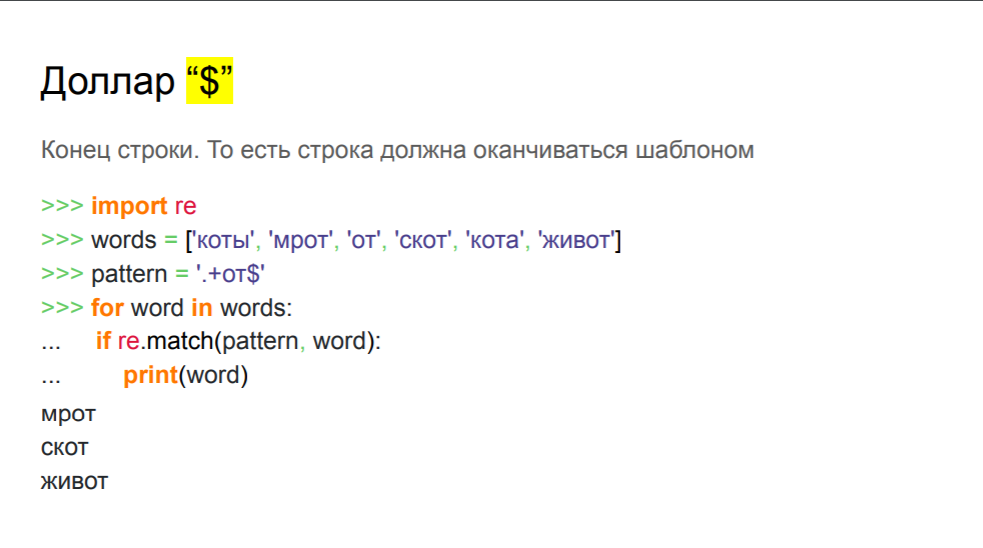 Доллар “$”
Конец строки. То есть строка должна оканчиваться шаблоном
>>> import re
>>> words = ['коты', 'мрот', 'от', 'скот', 'кота', 'живот']
>>> pattern = '.+от$'
>>> for word in words:
...     if re.match(pattern, word):
...         print(word)
мрот
скот
живот